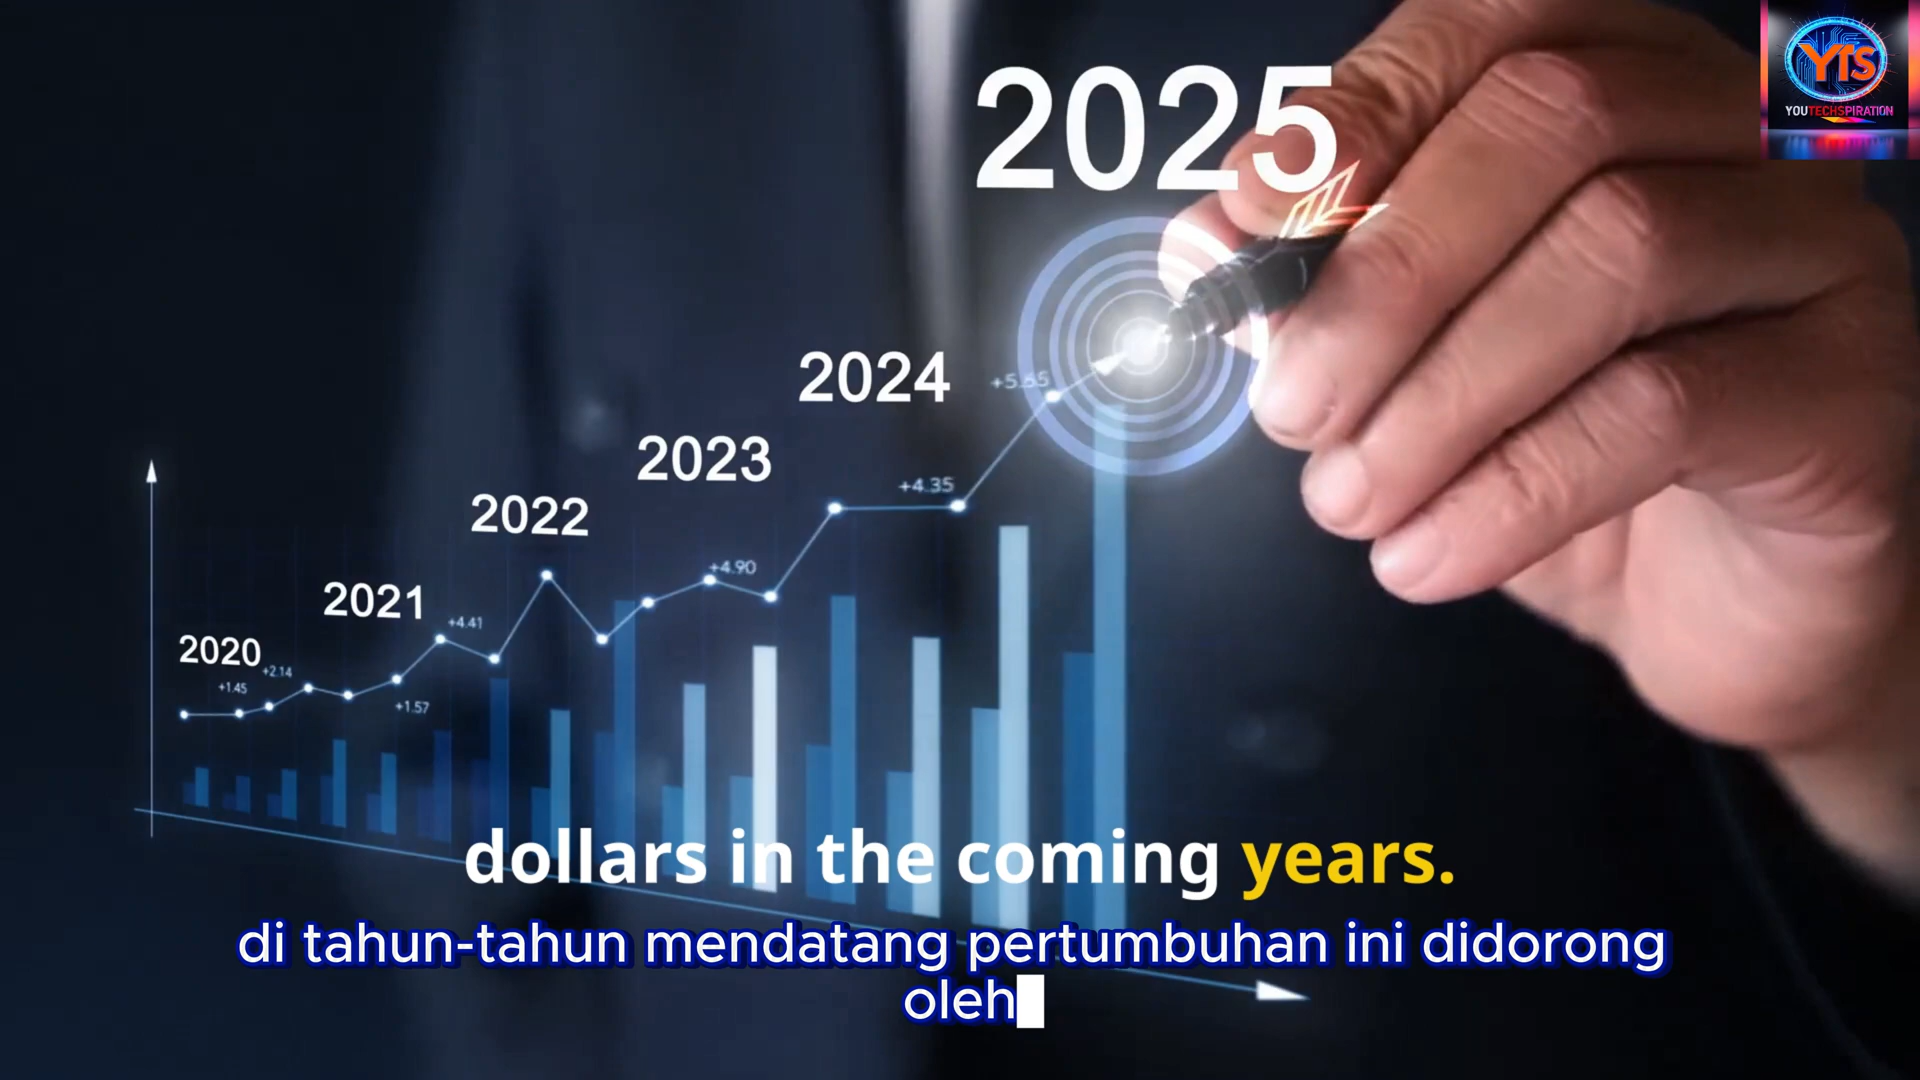 2025
YTS
YOUTECHSPIRATION
2024
+5.55
2023
+4.35
2022
+4.90
2021
+4.41
2020
+2.14
+1.45
+1.57
dollars in the coming years.
di tahun-tahun mendatang pertumbuhan ini didorong
oleh